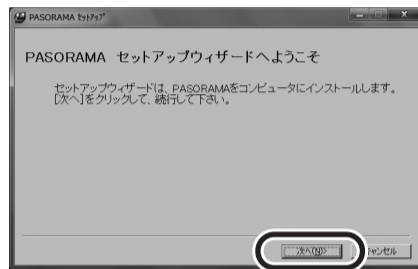 PASORAMA セットアップ
PASORAMA セットアップウィザードへようこそ
セットアップウィザードは、PASORAMAをコンピュータにインストールします。
[次へ]をクリックして、続行して下さい。
次へ(N)>
キャンセル